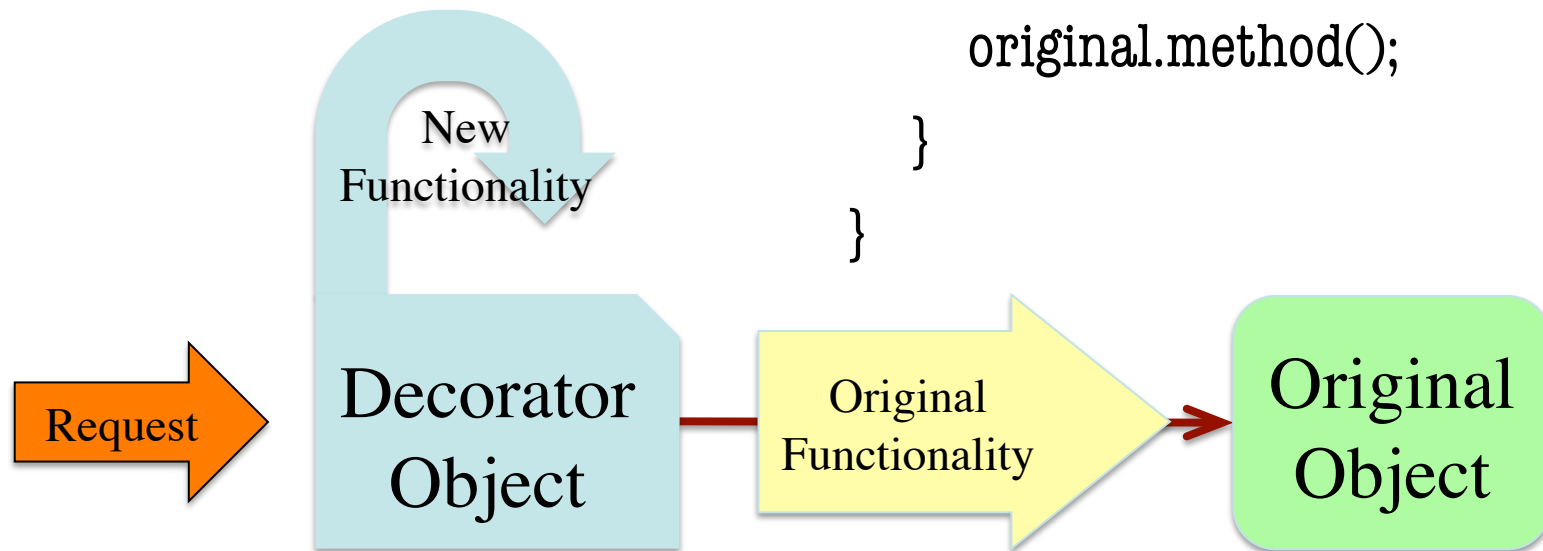 original.method();
}
}
New
Functionality
Request
Decorator
Object
Original
Functionality
Original
Object